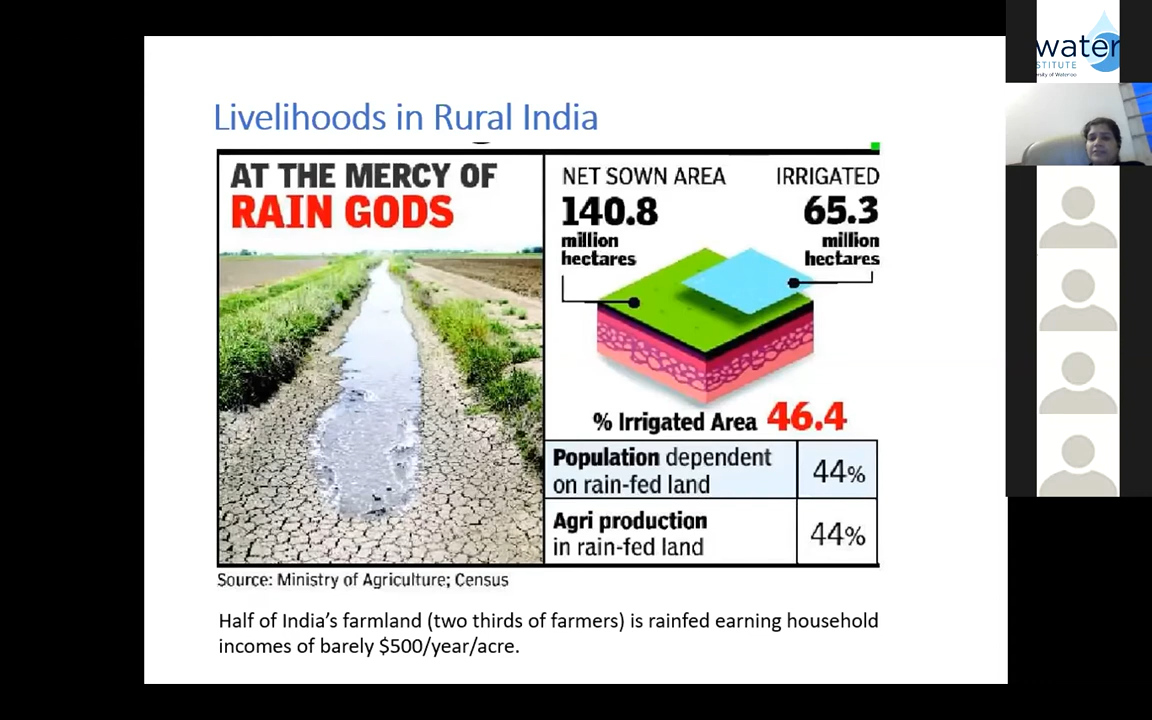 Livelihoods in Rural India
AT THE MERCY OF
RAIN GODS
NET SOWN AREA
140.8
million
hectares
IRRIGATED
65.3
million
hectares
% Irrigated Area 46.4
Population dependent
on rain-fed land
44%
Agri production
in rain-fed land
44%
Source: Ministry of Agriculture; Census
Half of India’s farmland (two thirds of farmers) is rainfed earning household
incomes of barely $500/year/acre.
water
STITUTE